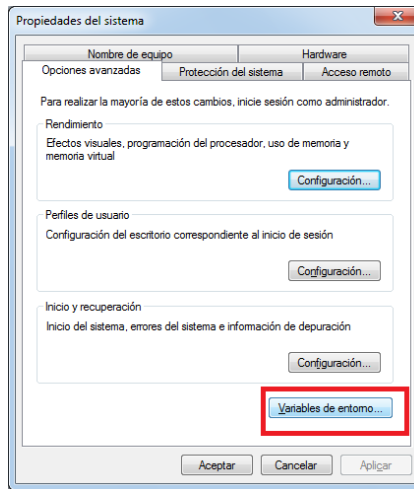 Propiedades del sistema
Nombre de equipo
Hardware
Opciones avanzadas
Protección del sistema
Acceso remoto
Para realizar la mayoría de estos cambios, inicie sesión como administrador.
Rendimiento
Efectos visuales, programación del procesador, uso de memoria y
memoria virtual
Configuración...
Perfiles de usuario
Configuración del escritorio correspondiente al inicio de sesión
Configuración...
Inicio y recuperación
Inicio del sistema, errores del sistema e información de depuración
Configuración...
Variables de entorno...
Aceptar
Cancelar
Aplicar